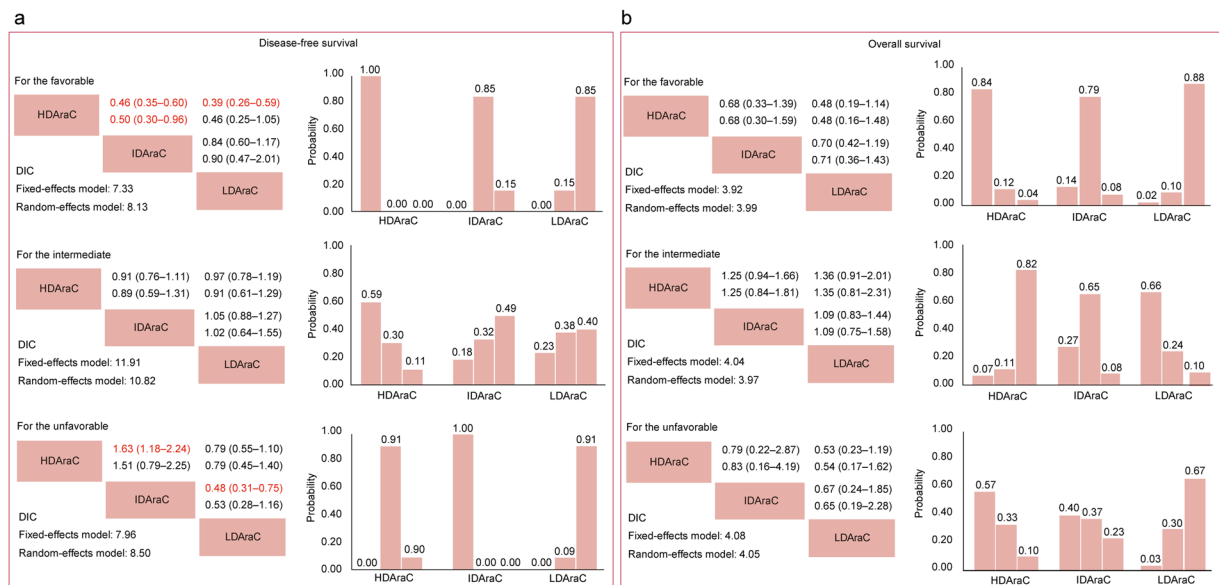 a
Disease-free survival
For the favorable
HDAraC
0.46 (0.35–0.60) 0.39 (0.26–0.59)
0.50 (0.30–0.96) 0.46 (0.25–1.05)
IDAraC
0.84 (0.60–1.17)
0.90 (0.47–2.01)
LDAraC
DIC
Fixed-effects model: 7.33
Random-effects model: 8.13
Probability
1.00
0.80
0.60
0.40
0.20
0.00
1.00 0.00 0.00
0.00 0.85 0.15
0.00 0.15 0.85
HDAraC IDAraC LDAraC
For the intermediate
HDAraC
0.91 (0.76–1.11) 0.97 (0.78–1.19)
0.89 (0.59–1.31) 0.91 (0.61–1.29)
IDAraC
1.05 (0.88–1.27)
1.02 (0.64–1.55)
LDAraC
DIC
Fixed-effects model: 11.91
Random-effects model: 10.82
Probability
1.00
0.80
0.60
0.40
0.20
0.00
0.59 0.30 0.11
0.18 0.32 0.49
0.23 0.38 0.40
HDAraC IDAraC LDAraC
For the unfavorable
HDAraC
1.63 (1.18–2.24) 0.79 (0.55–1.10)
1.51 (0.79–2.25) 0.79 (0.45–1.40)
IDAraC
0.48 (0.31–0.75)
0.53 (0.28–1.16)
LDAraC
DIC
Fixed-effects model: 7.96
Random-effects model: 8.50
Probability
1.00
0.80
0.60
0.40
0.20
0.00
0.00 0.91 0.90
1.00 0.00 0.00
0.00 0.09 0.91
HDAraC IDAraC LDAraC
b
Overall survival
For the favorable
HDAraC
0.68 (0.33–1.39) 0.48 (0.19–1.14)
0.68 (0.30–1.59) 0.48 (0.16–1.48)
IDAraC
0.70 (0.42–1.19)
0.71 (0.36–1.43)
LDAraC
DIC
Fixed-effects model: 3.92
Random-effects model: 3.99
Probability
1.00
0.80
0.60
0.40
0.20
0.00
0.84 0.12 0.04
0.14 0.79 0.08
0.02 0.10 0.88
HDAraC IDAraC LDAraC
For the intermediate
HDAraC
1.25 (0.94–1.66) 1.36 (0.91–2.01)
1.25 (0.84–1.81) 1.35 (0.81–2.31)
IDAraC
1.09 (0.83–1.44)
1.09 (0.75–1.58)
LDAraC
DIC
Fixed-effects model: 4.04
Random-effects model: 3.97
Probability
1.00
0.80
0.60
0.40
0.20
0.00
0.07 0.11 0.82
0.27 0.65 0.08
0.66 0.24 0.10
HDAraC IDAraC LDAraC
For the unfavorable
HDAraC
0.79 (0.22–2.87) 0.53 (0.23–1.19)
0.83 (0.16–4.19) 0.54 (0.17–1.62)
IDAraC
0.67 (0.24–1.85)
0.65 (0.19–2.28)
LDAraC
DIC
Fixed-effects model: 4.08
Random-effects model: 4.05
Probability
1.00
0.80
0.60
0.40
0.20
0.00
0.57 0.33 0.10
0.40 0.37 0.23
0.03 0.30 0.67
HDAraC IDAraC LDAraC